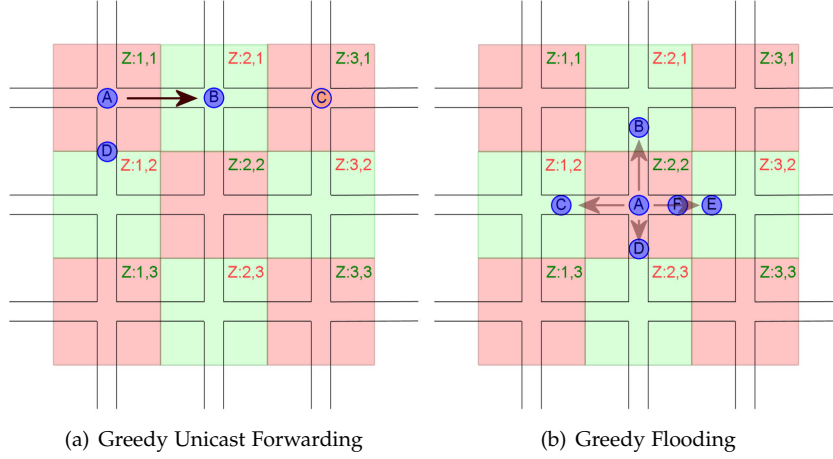 Z:1,1 Z:2,1 Z:3,1
A B C
D
Z:1,2 Z:2,2 Z:3,2
Z:1,3 Z:2,3 Z:3,3
(a) Greedy Unicast Forwarding
Z:1,1 Z:2,1 Z:3,1
B
Z:1,2 Z:2,2 Z:3,2
C A F E
D
Z:1,3 Z:2,3 Z:3,3
(b) Greedy Flooding